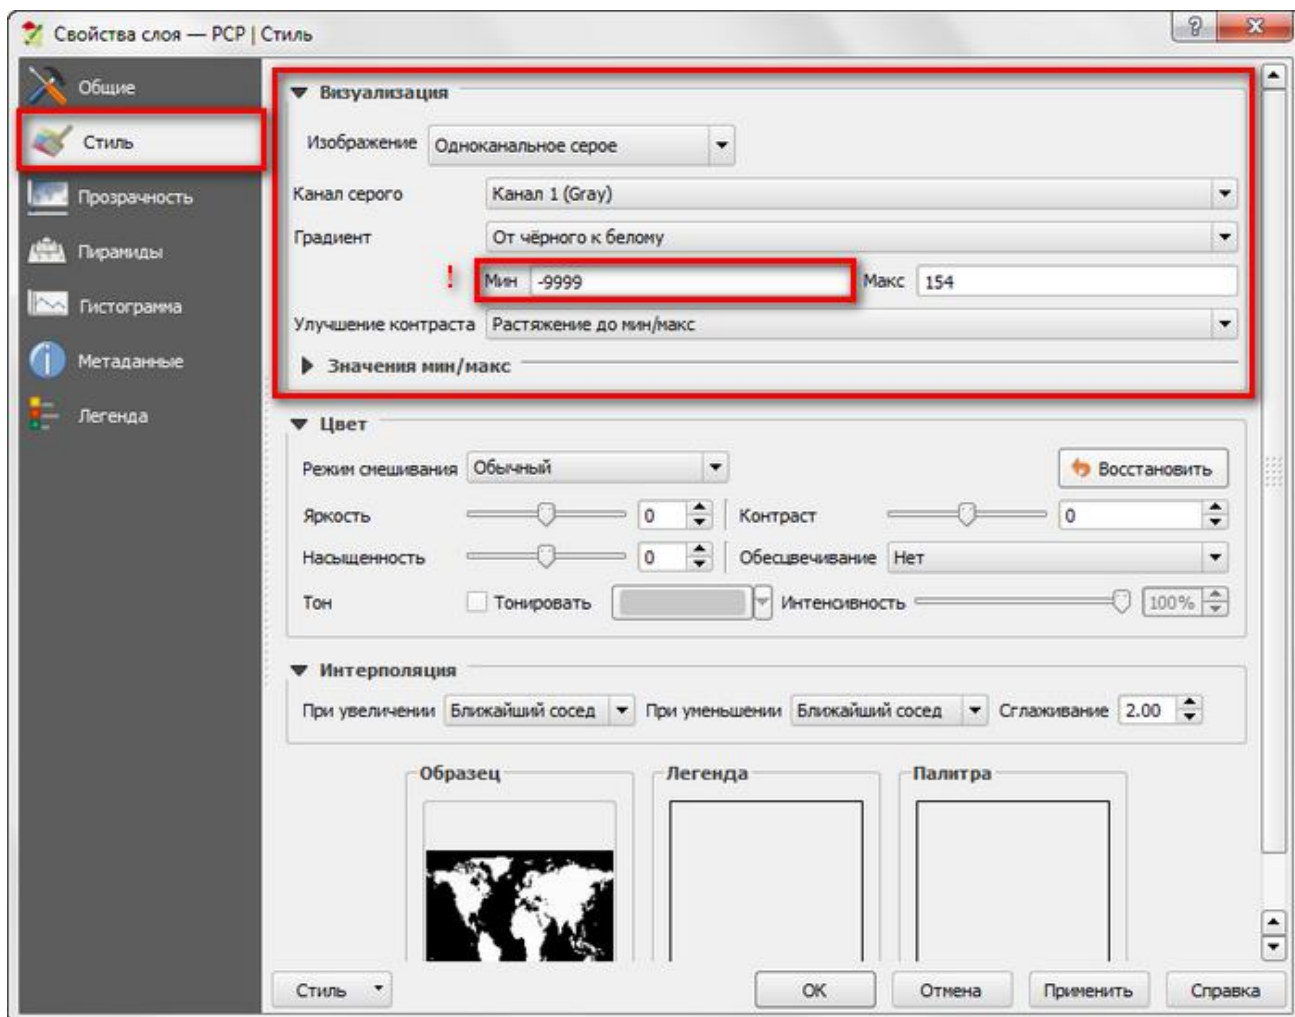 Свойства слоя — PCP | Стиль
Общие
Стиль
Прозрачность
Пирамиды
Гистограмма
Метаданные
Легенда
Визуализация
Изображение Одноканальное серое
Канал серого Канал 1 (Gray)
Градиент От чёрного к белому
! Мин -9999 Макс 154
Улучшение контраста Растяжение до мин/макс
Значения мин/макс
Цвет
Режим смешивания Обычный Восстановить
Яркость 0 Контраст 0
Насыщенность 0 Обесцвечивание Нет
Тон Тонировать Интенсивность 100%
Интерполяция
При увеличении Ближайший сосед При уменьшении Ближайший сосед Сглаживание 2.00
Образец Легенда Палитра
Стиль OK Отмена Применить Справка